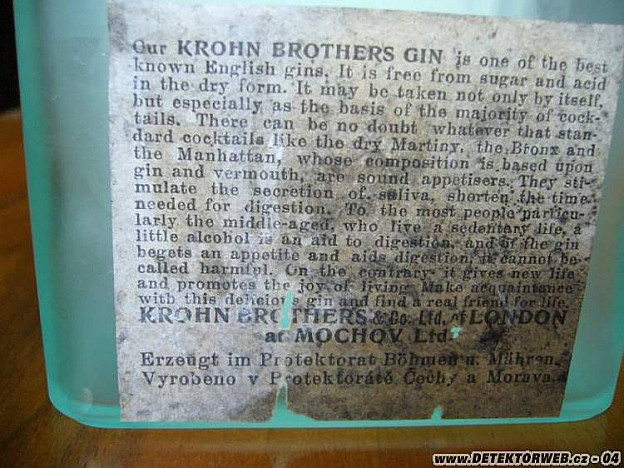 Our KROHN BROTHERS GIN is one of the best
known English gins. It is free from sugar and acid
in the dry form. It may be taken not only by itself,
but especially as the basis of the majority of cock-
tails. There can be no doubt whatever that stan-
dard cocktails like the dry Martiny, the Bronx and
the Manhattan, whose composition is based upon
gin and vermouth, are sound appetisers. They sti-
mulate the secretion of saliva, shorten the time
needed for digestion. To the most people particu-
larly the middle-aged, who live a sedentary life, a
little alcohol is an aid to digestion, and if the gin
begets an appetite and aids digestion, it cannot be
called harmful. On the contrary it gives new life
and promotes the joy of living. Make acquaintance
with this delicious gin and find a real friend for life.
KROHN BROTHERS & Co. Ltd. of LONDON
at MOCHOV Ltd.
Erzeugt im Protektorat Böhmen u. Mähren.
Vyrobeno v Protektorátě Čechy a Morava.
www.DETEKTORWEB.cz - 04